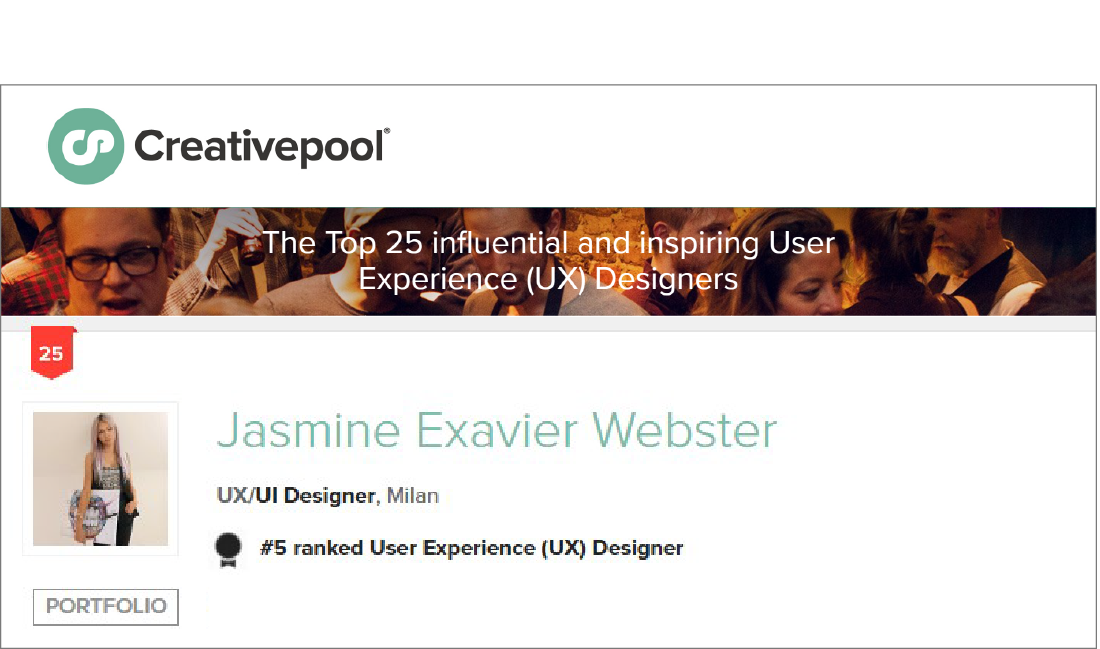 Creativepool®
The Top 25 influential and inspiring User
Experience (UX) Designers
25
Jasmine Exavier Webster
UX/UI Designer, Milan
#5 ranked User Experience (UX) Designer
PORTFOLIO